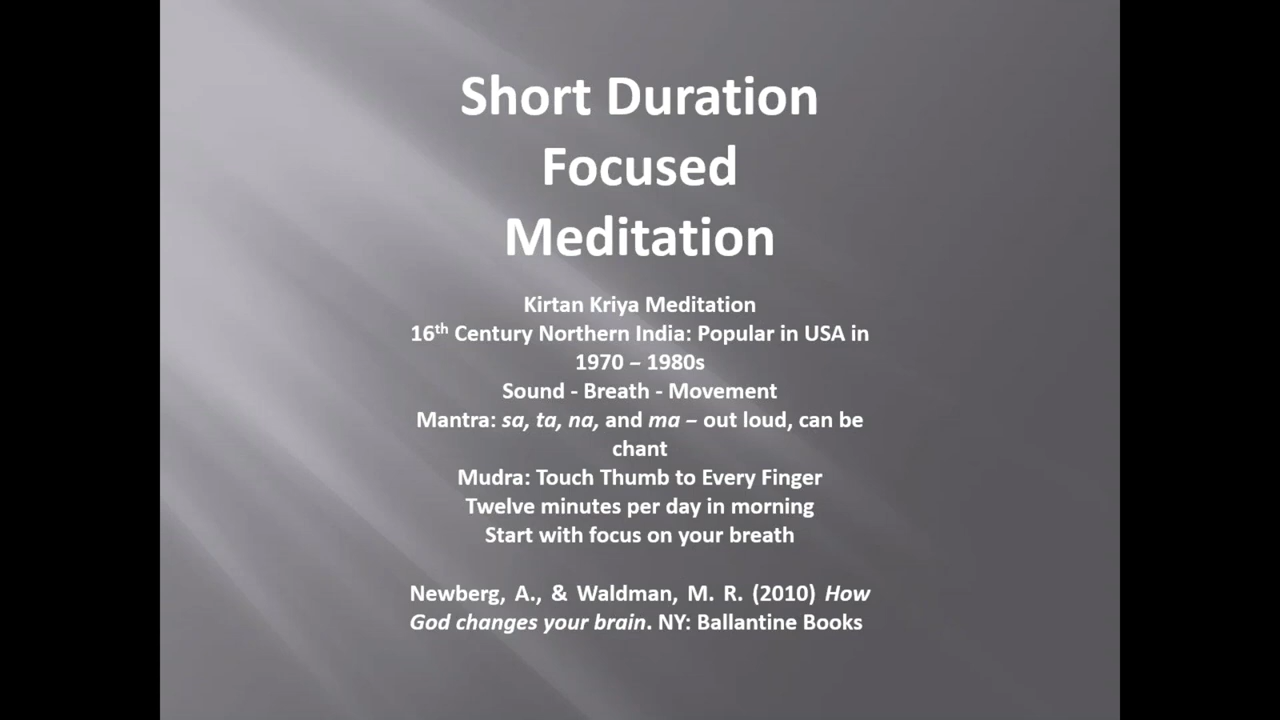 Short Duration
Focused
Meditation
Kirtan Kriya Meditation
16th Century Northern India: Popular in USA in
1970 – 1980s
Sound - Breath - Movement
Mantra: sa, ta, na, and ma – out loud, can be
chant
Mudra: Touch Thumb to Every Finger
Twelve minutes per day in morning
Start with focus on your breath
Newberg, A., & Waldman, M. R. (2010) How
God changes your brain. NY: Ballantine Books